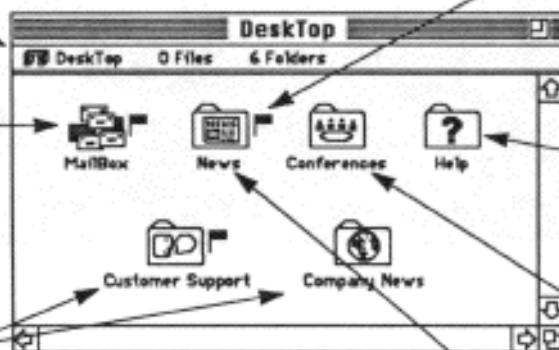 DeskTop
DeskTop 0 Files 6 Folders
MailBox News Conferences Help
?
Customer Support Company News